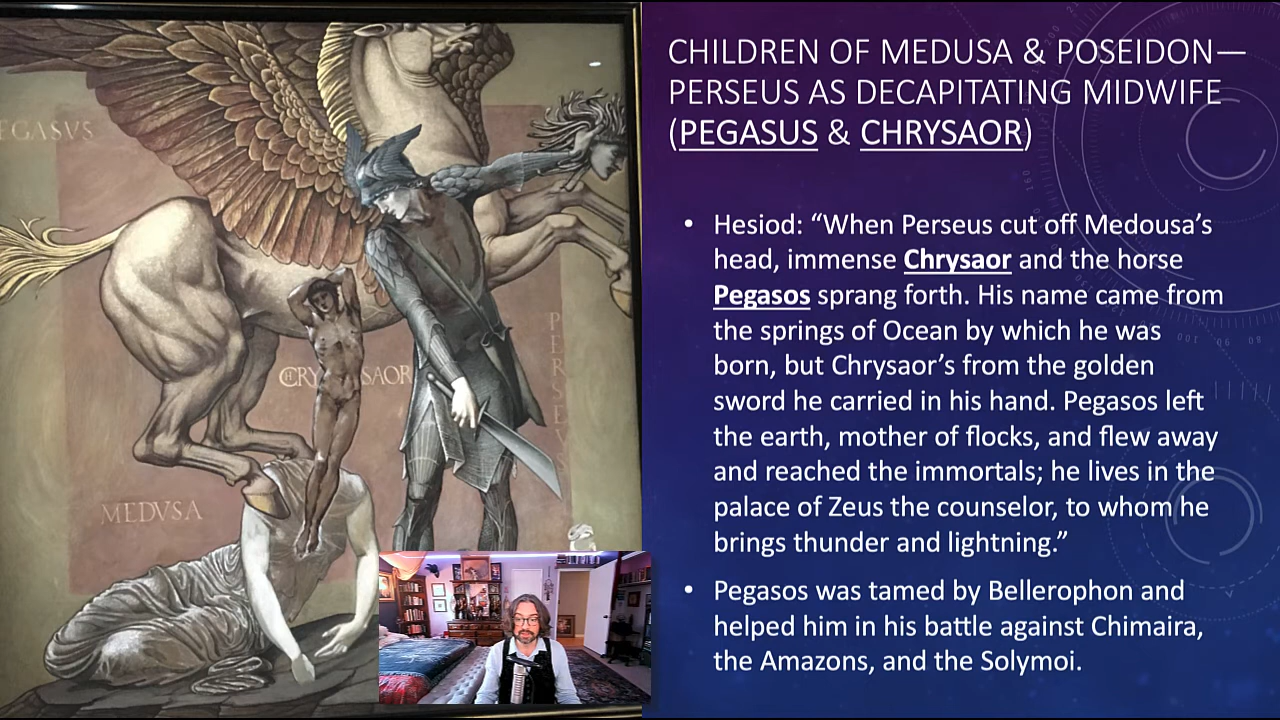 EGASVS
CHRYSAOR
PERSEVS
MEDVSA
CHILDREN OF MEDUSA & POSEIDON—
PERSEUS AS DECAPITATING MIDWIFE
(PEGASUS & CHRYSAOR)
• Hesiod: “When Perseus cut off Medousa’s
head, immense Chrysaor and the horse
Pegasos sprang forth. His name came from
the springs of Ocean by which he was
born, but Chrysaor’s from the golden
sword he carried in his hand. Pegasos left
the earth, mother of flocks, and flew away
and reached the immortals; he lives in the
palace of Zeus the counselor, to whom he
brings thunder and lightning.”
• Pegasos was tamed by Bellerophon and
helped him in his battle against Chimaira,
the Amazons, and the Solymoi.